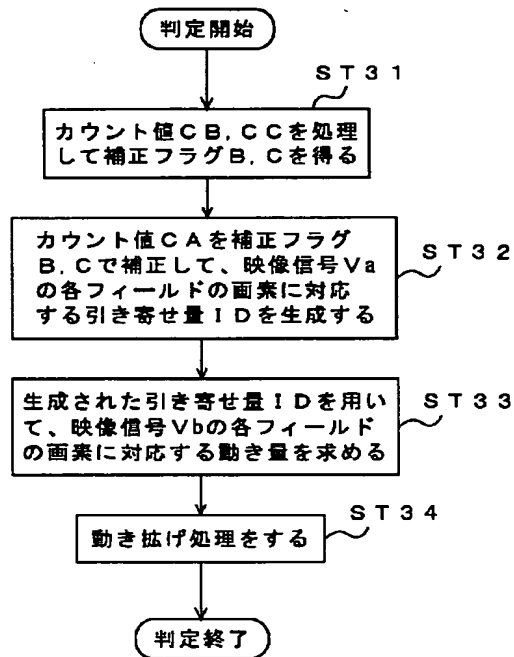 判定開始
ST31
カウント値CB,CCを処理
して補正フラグB,Cを得る
カウント値CAを補正フラグ
B,Cで補正して、映像信号Va
の各フィールドの画素に対応
する引き寄せ量IDを生成する
ST32
生成された引き寄せ量IDを用い
て、映像信号Vbの各フィールド
の画素に対応する動き量を求める
ST33
ST34
動き拡げ処理をする
判定終了